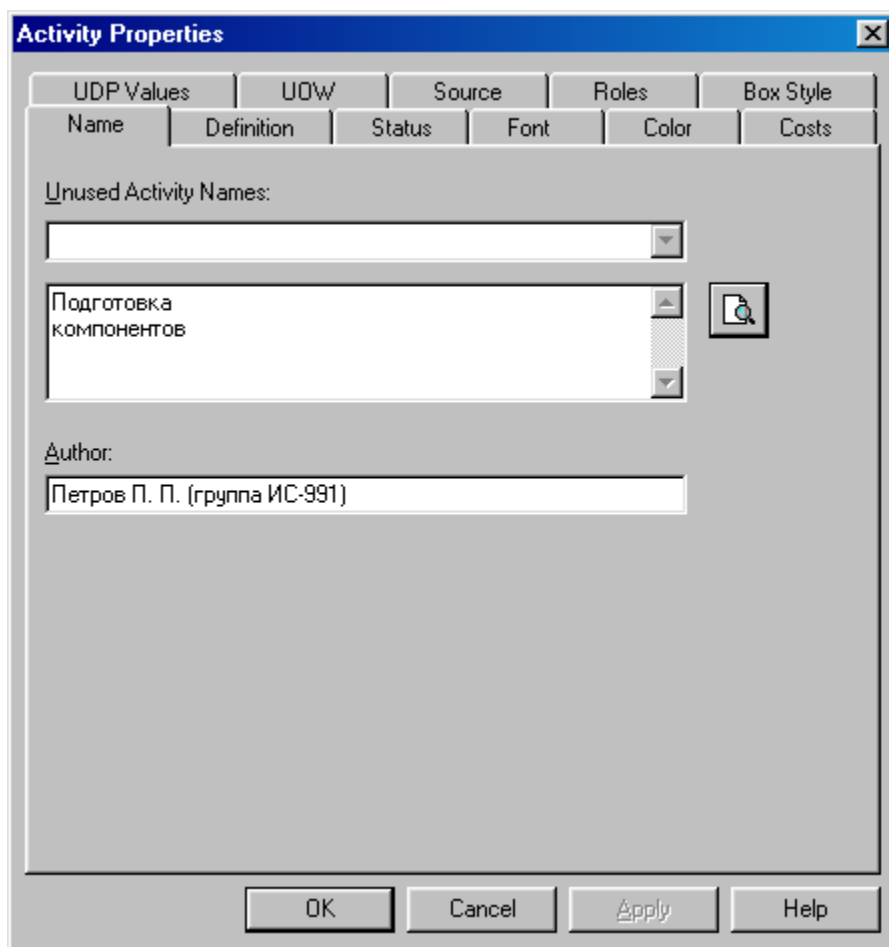 Activity Properties
UDP Values UOW Source Roles Box Style
Name Definition Status Font Color Costs
Unused Activity Names:
Подготовка
компонентов
Author:
Петров П. П. (группа ИС-991)
OK Cancel Apply Help